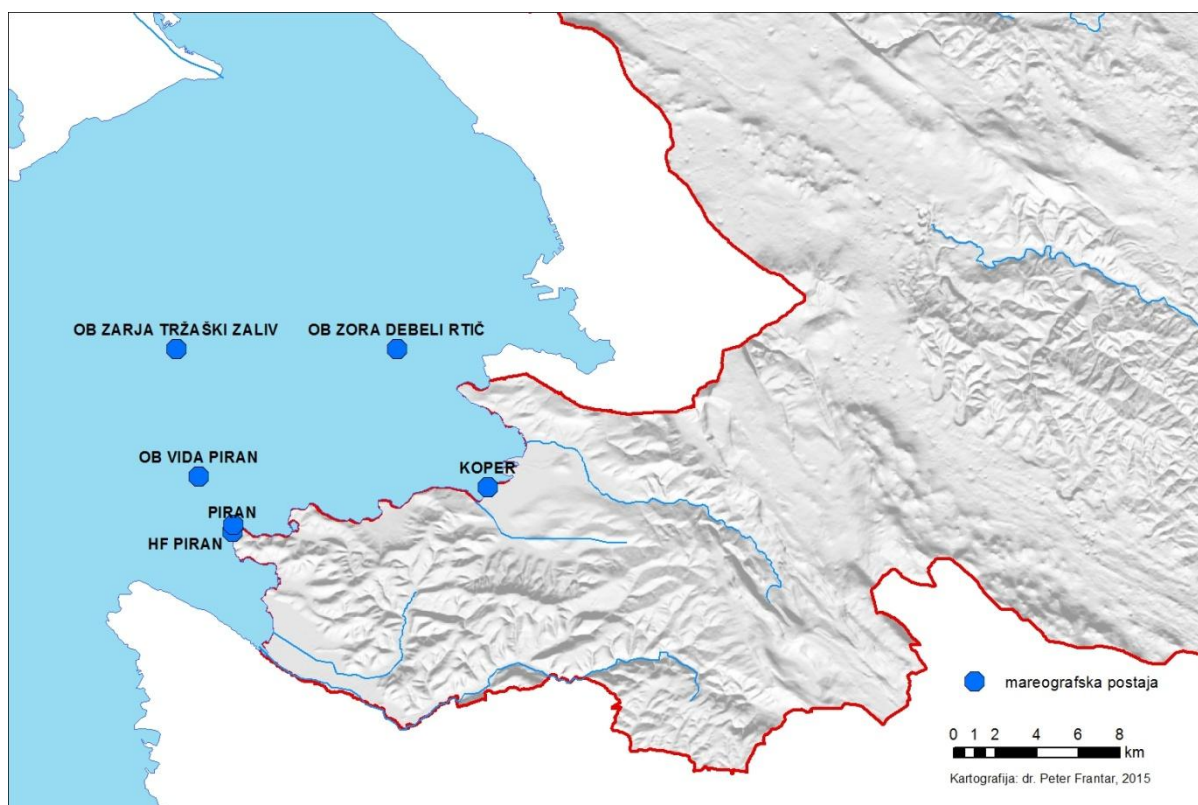 OB ZARJA TRŽAŠKI ZALIV
OB ZORA DEBELI RTIČ
OB VIDA PIRAN
KOPER
PIRAN
HF PIRAN
mareografska postaja
0 1 2 4 6 8
km
Kartografija: dr. Peter Frantar, 2015